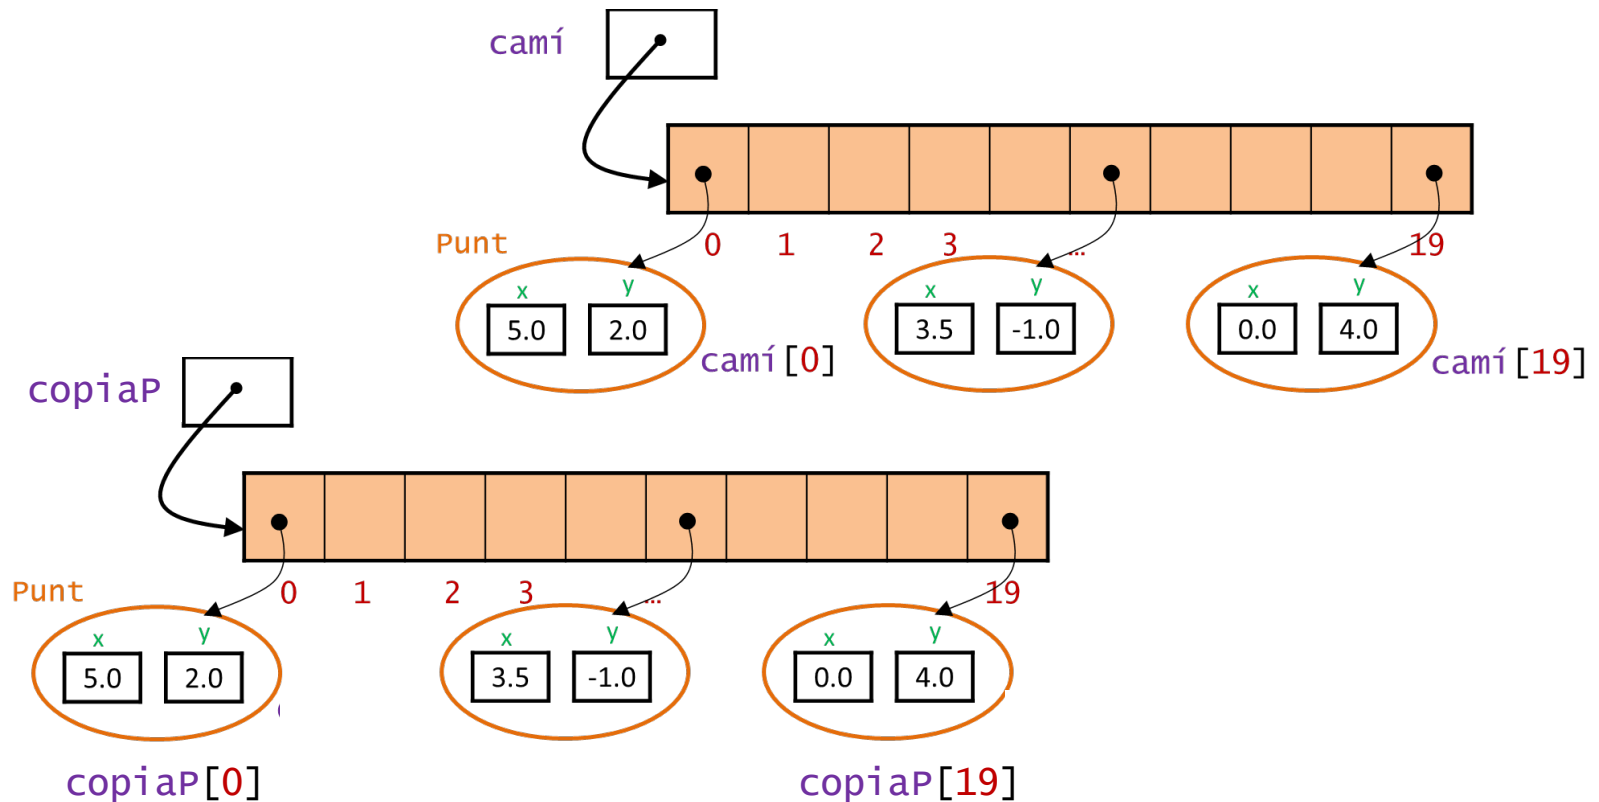 camí
Punt 0 1 2 3 ... 19
x y x y x y
5.0 2.0 3.5 -1.0 0.0 4.0
camí[0] camí[19]
copiaP
Punt 0 1 2 3 ... 19
x y x y x y
5.0 2.0 3.5 -1.0 0.0 4.0
copiaP[0] copiaP[19]